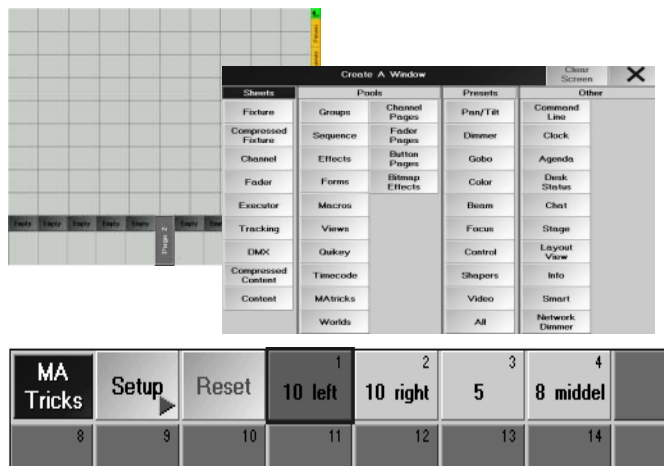 Create A Window
Clear Screen
Sheets
Pools
Presets
Other
Fixture
Groups
Channel Pages
Pan/Tilt
Command Line
Compressed Fixture
Sequence
Fader Pages
Dimmer
Clock
Channel
Effects
Button Pages
Gobo
Agenda
Fader
Forms
Bitmap Effects
Color
Desk Status
Executor
Macros
Beam
Chat
Tracking
Views
Focus
Stage
DMX
Qukey
Control
Layout View
Compressed Content
Timecode
Shapers
Info
Content
MAtricks
Video
Smart
Worlds
All
Network Dimmer
Empty Empty Empty Empty Empty Page 2 Empty
MA Tricks
Setup
Reset
1
10 left
2
10 right
3
5
4
8 middel
8 9 10 11 12 13 14